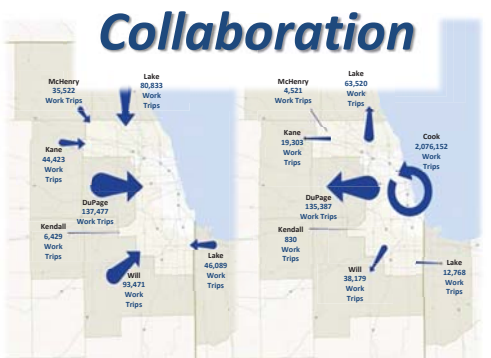 Collaboration
McHenry
35,522
Work Trips
Lake
80,833
Work
Trips
Kane
44,423
Work
Trips
DuPage
137,477
Work Trips
Kendall
6,429
Work
Trips
Will
93,471
Work
Trips
Lake
46,089
Work
Trips
McHenry
4,521
Work Trips
Lake
63,520
Work
Trips
Kane
19,303
Work
Trips
Cook
2,076,152
Work
Trips
DuPage
135,387
Work Trips
Kendall
830
Work
Trips
Will
38,179
Work
Trips
Lake
12,768
Work
Trips